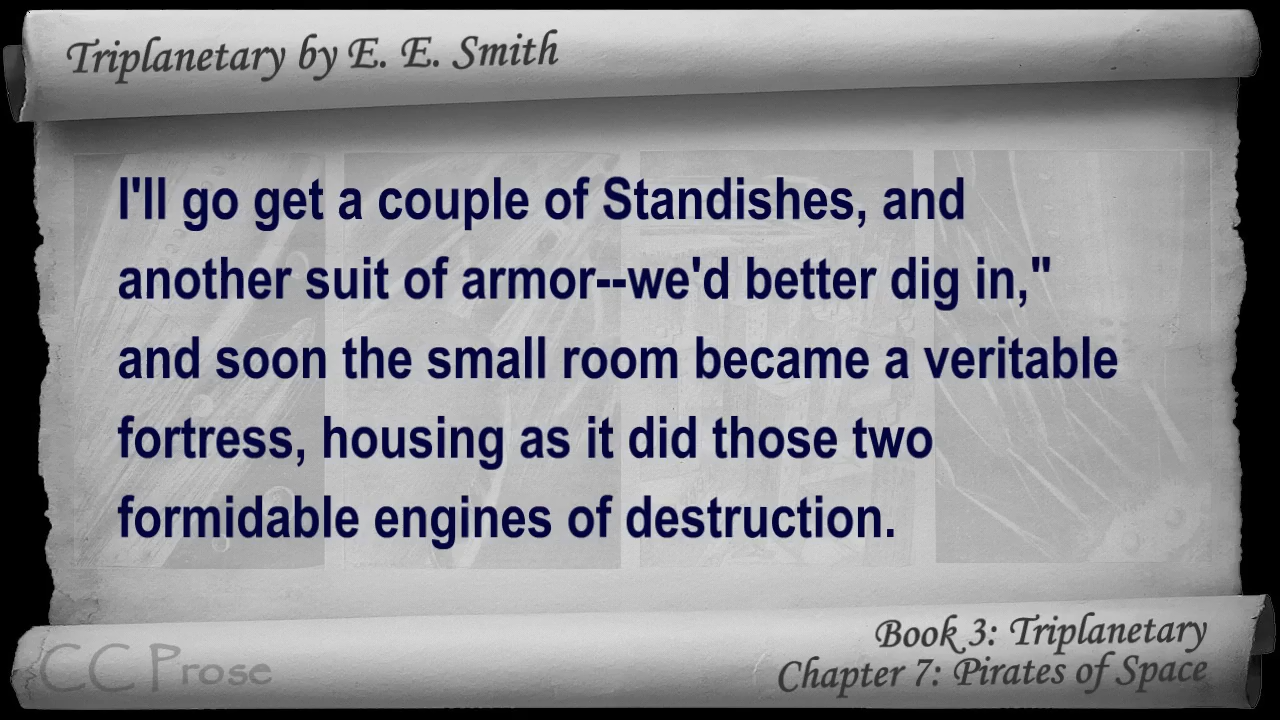 Triplanetary by E. E. Smith
I'll go get a couple of Standishes, and
another suit of armor--we'd better dig in,"
and soon the small room became a veritable
fortress, housing as it did those two
formidable engines of destruction.
Book 3: Triplanetary
Chapter 7: Pirates of Space
CC Prose